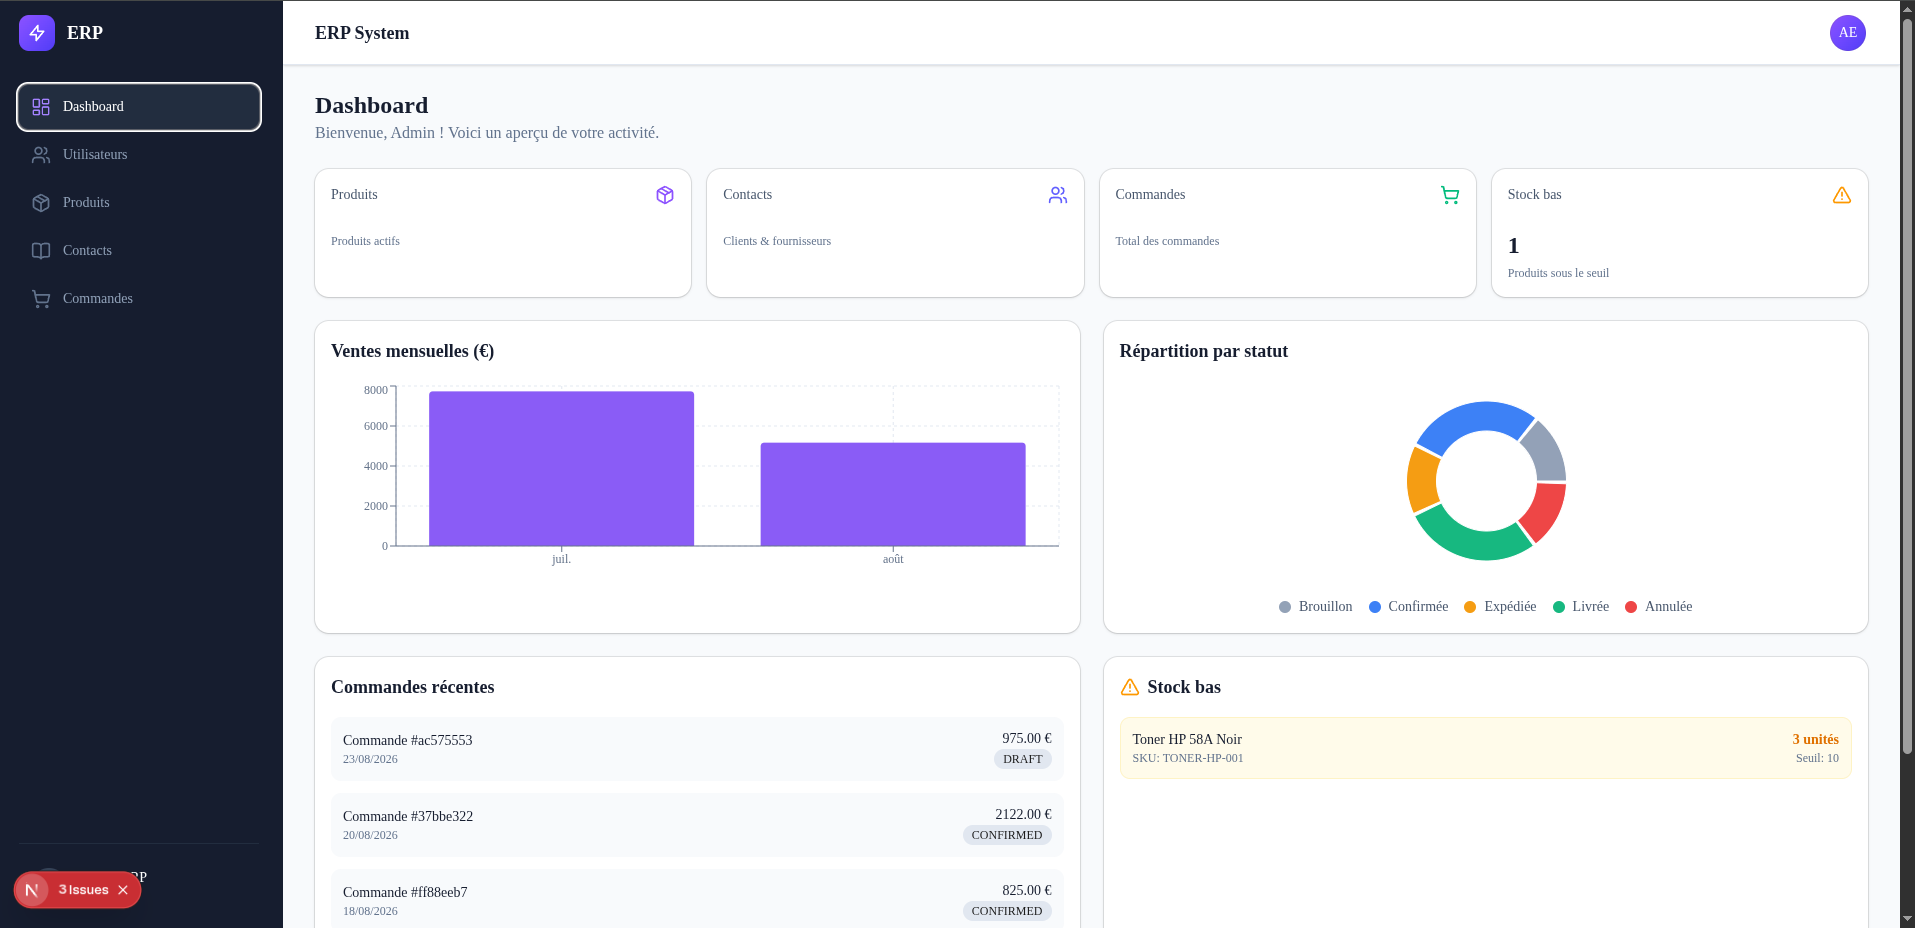 ERP
ERP System
AE
Dashboard
Utilisateurs
Produits
Contacts
Commandes
Dashboard
Bienvenue, Admin ! Voici un aperçu de votre activité.
Produits
Produits actifs
Contacts
Clients & fournisseurs
Commandes
Total des commandes
Stock bas
1
Produits sous le seuil
Ventes mensuelles (€)
8000
6000
4000
2000
0
juil.
août
Répartition par statut
Brouillon
Confirmée
Expédiée
Livrée
Annulée
Commandes récentes
Commande #ac575553
975.00 €
23/08/2026
DRAFT
Commande #37bbe322
2122.00 €
20/08/2026
CONFIRMED
Commande #ff88eeb7
825.00 €
18/08/2026
CONFIRMED
Stock bas
Toner HP 58A Noir
3 unités
SKU: TONER-HP-001
Seuil: 10
RP
N
3 Issues